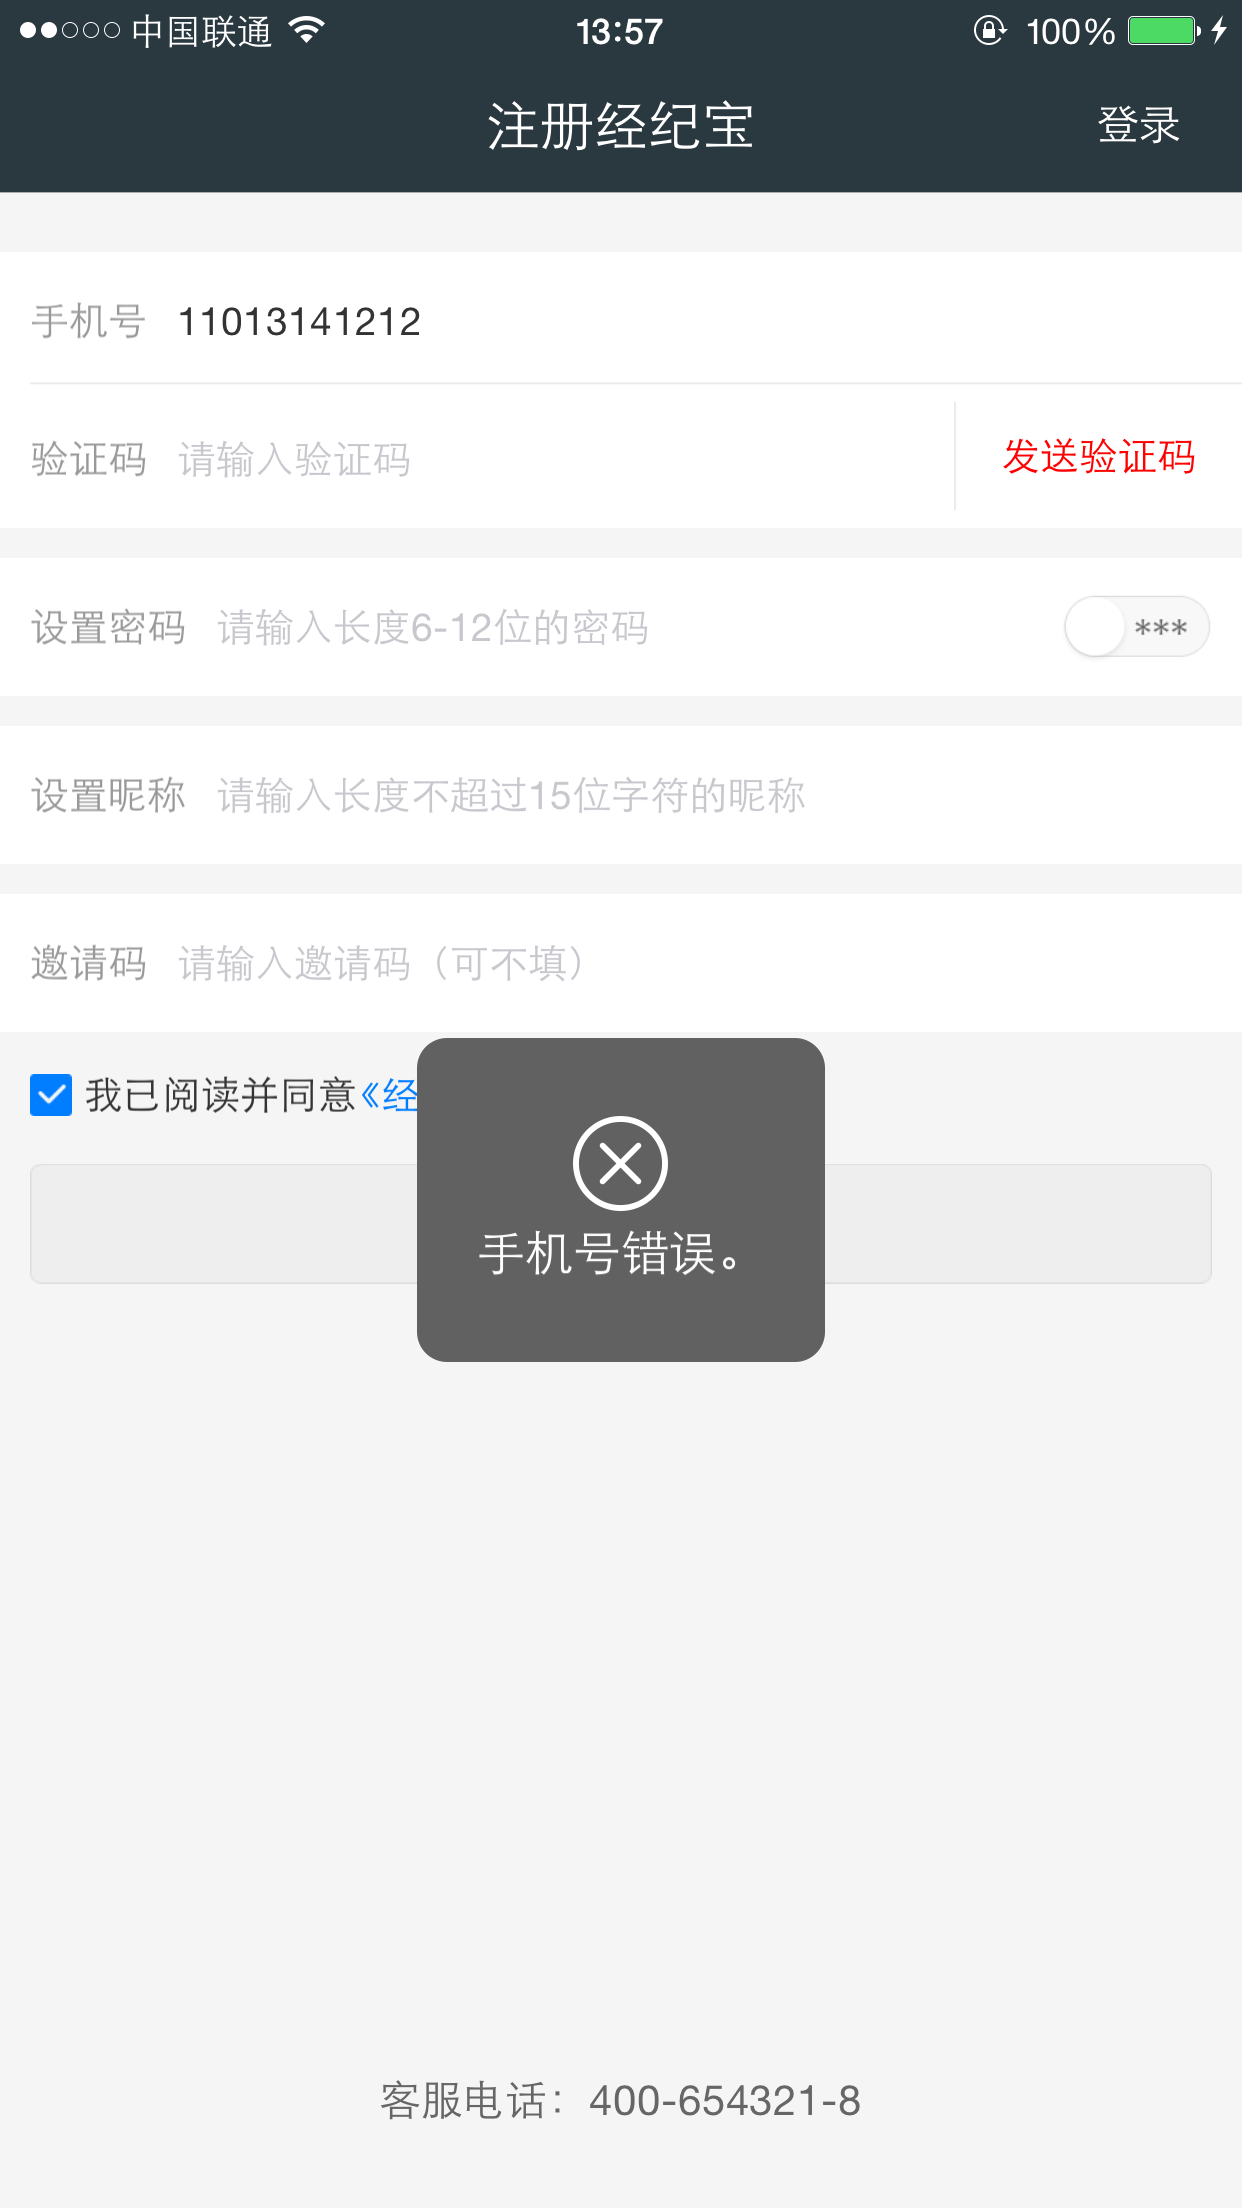 中国联通 13:57 100%
注册经纪宝 登录
手机号 11013141212
验证码 请输入验证码 发送验证码
设置密码 请输入长度6-12位的密码 ***
设置昵称 请输入长度不超过15位字符的昵称
邀请码 请输入邀请码（可不填）
我已阅读并同意《经
手机号错误。
客服电话：400-654321-8